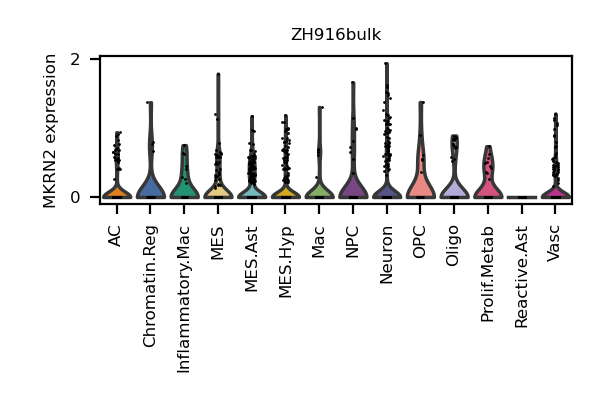 ZH916bulk
MKRN2 expression
2
0
AC
Chromatin.Reg
Inflammatory.Mac
MES
MES.Ast
MES.Hyp
Mac
NPC
Neuron
OPC
Oligo
Prolif.Metab
Reactive.Ast
Vasc